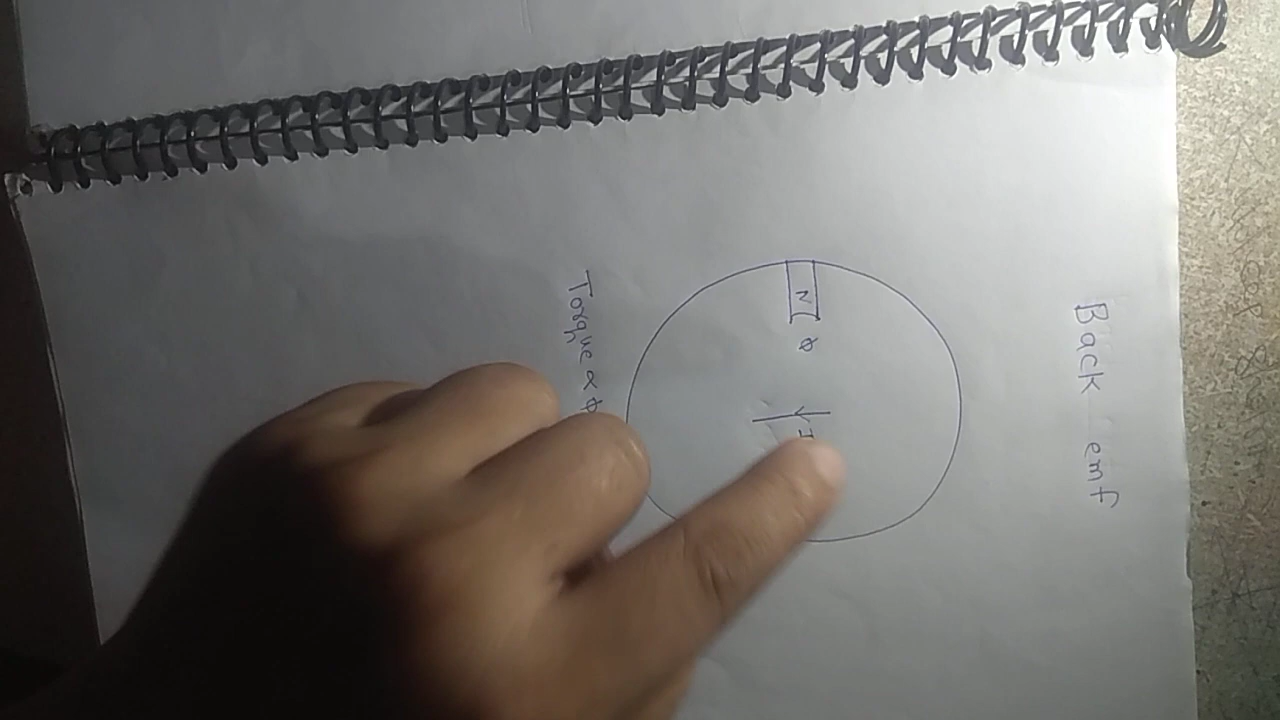 Back emf
N
φ
I
Torque ∝ φ